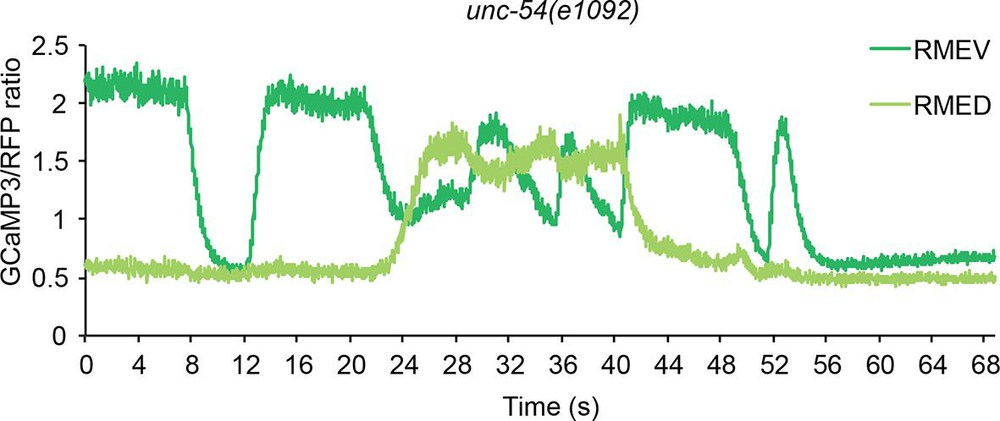 unc-54(e1092)
GCaMP3/RFP ratio
2.5
2
1.5
1
0.5
0
RMEV
RMED
0 4 8 12 16 20 24 28 32 36 40 44 48 52 56 60 64 68
Time (s)